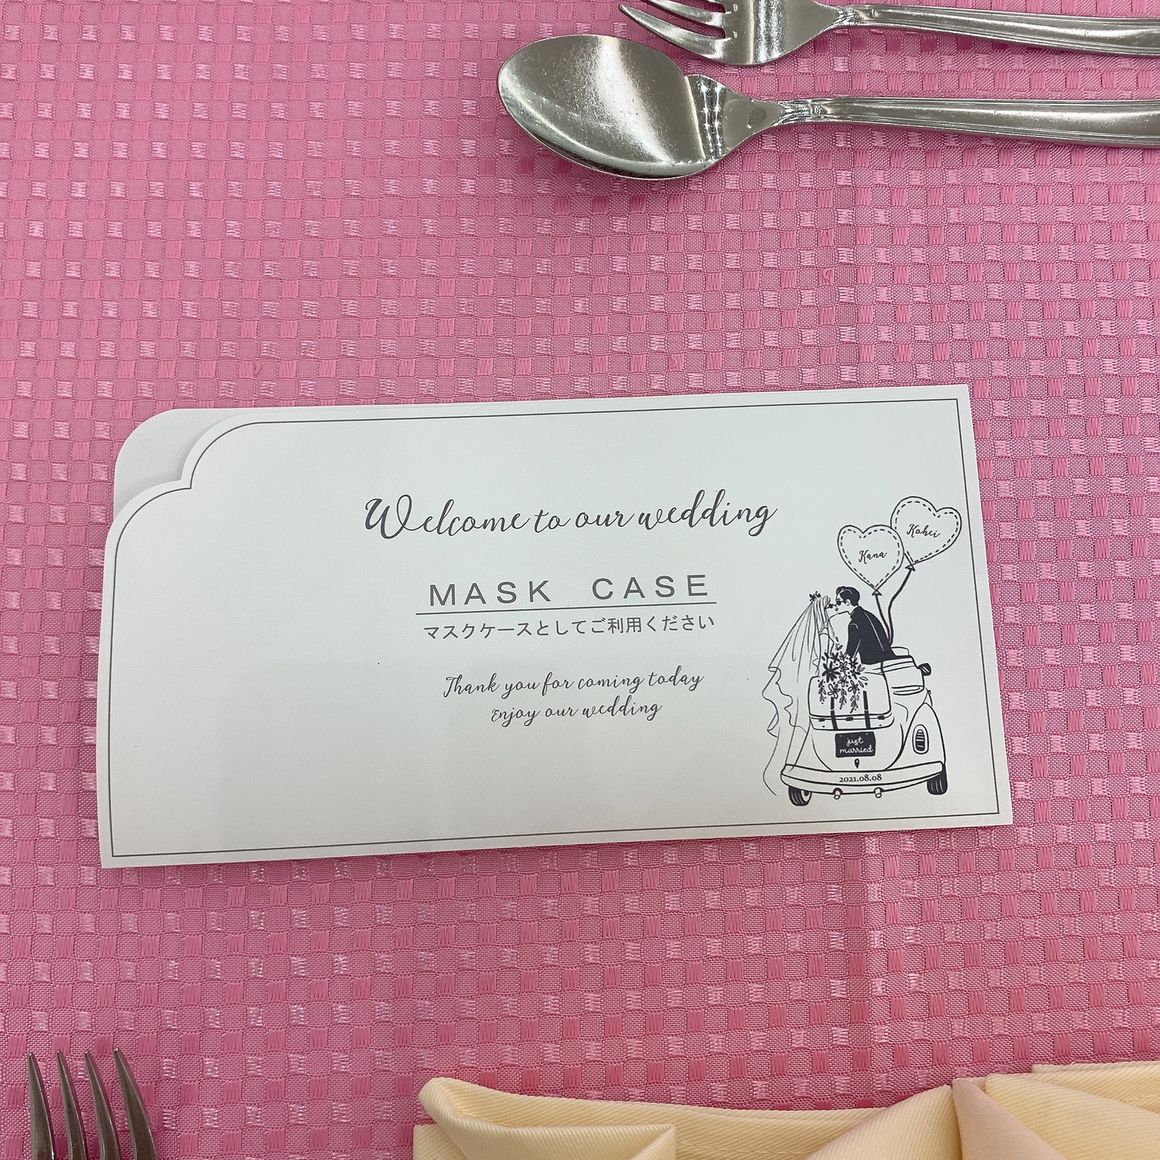 Welcome to our wedding
Kana
Kohei
MASK CASE
マスクケースとしてご利用ください
Thank you for coming today
Enjoy our wedding
just
married
2021.08.08